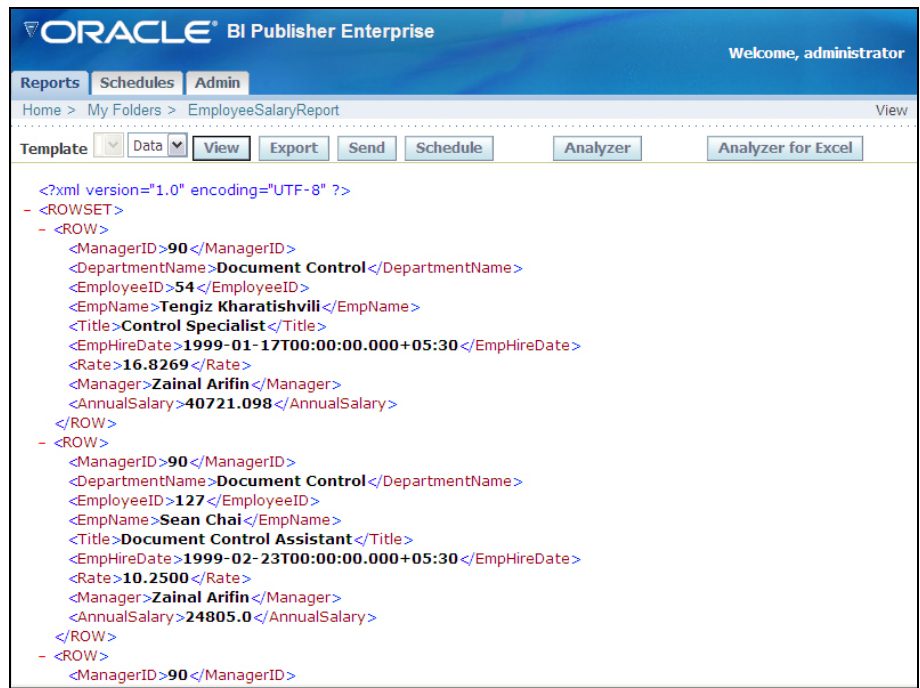 ORACLE® BI Publisher Enterprise
Welcome, administrator
Reports Schedules Admin
Home > My Folders > EmployeeSalaryReport View
Template Data View Export Send Schedule Analyzer Analyzer for Excel
<?xml version="1.0" encoding="UTF-8" ?>
- <ROWSET>
- <ROW>
<ManagerID>90</ManagerID>
<DepartmentName>Document Control</DepartmentName>
<EmployeeID>54</EmployeeID>
<EmpName>Tengiz Kharatishvili</EmpName>
<Title>Control Specialist</Title>
<EmpHireDate>1999-01-17T00:00:00.000+05:30</EmpHireDate>
<Rate>16.8269</Rate>
<Manager>Zainal Arifin</Manager>
<AnnualSalary>40721.098</AnnualSalary>
</ROW>
- <ROW>
<ManagerID>90</ManagerID>
<DepartmentName>Document Control</DepartmentName>
<EmployeeID>127</EmployeeID>
<EmpName>Sean Chai</EmpName>
<Title>Document Control Assistant</Title>
<EmpHireDate>1999-02-23T00:00:00.000+05:30</EmpHireDate>
<Rate>10.2500</Rate>
<Manager>Zainal Arifin</Manager>
<AnnualSalary>24805.0</AnnualSalary>
</ROW>
- <ROW>
<ManagerID>90</ManagerID>